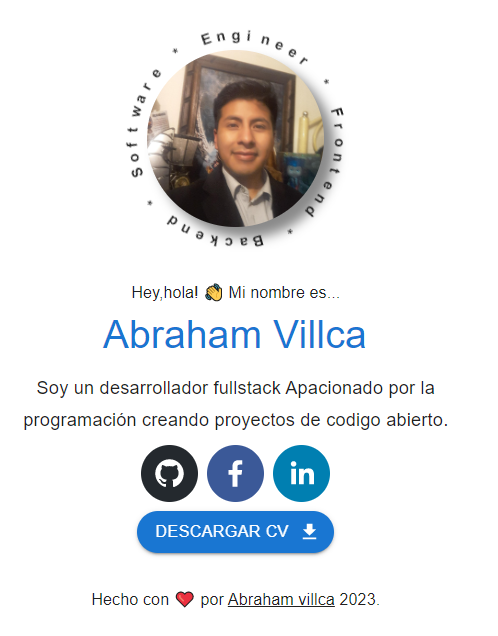 Software * Engineer * Frontend * Backend *
Hey,hola! 👏 Mi nombre es...
Abraham Villca
Soy un desarrollador fullstack Apacionado por la
programación creando proyectos de codigo abierto.
f
in
DESCARGAR CV
Hecho con ❤️ por Abraham villca 2023.